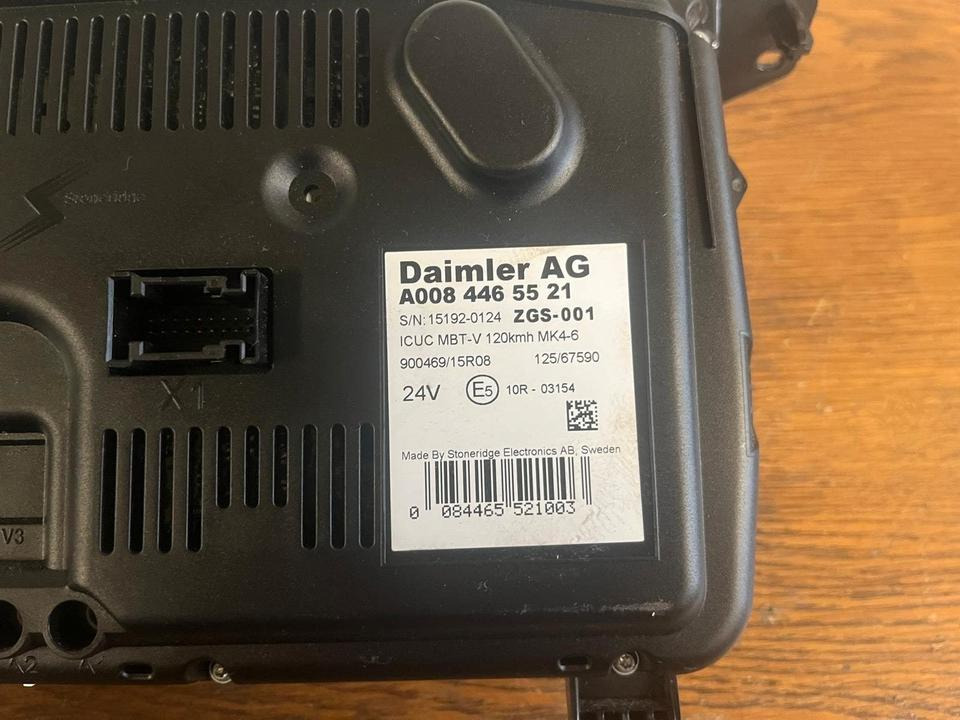 Stoneridge
Daimler AG
A008 446 55 21
S/N: 15192-0124 ZGS-001
ICUC MBT-V 120kmh MK4-6
900469/15R08 125/67590
24V E5 10R - 03154
Made By Stoneridge Electronics AB, Sweden
0 084465 521003
X1
V3